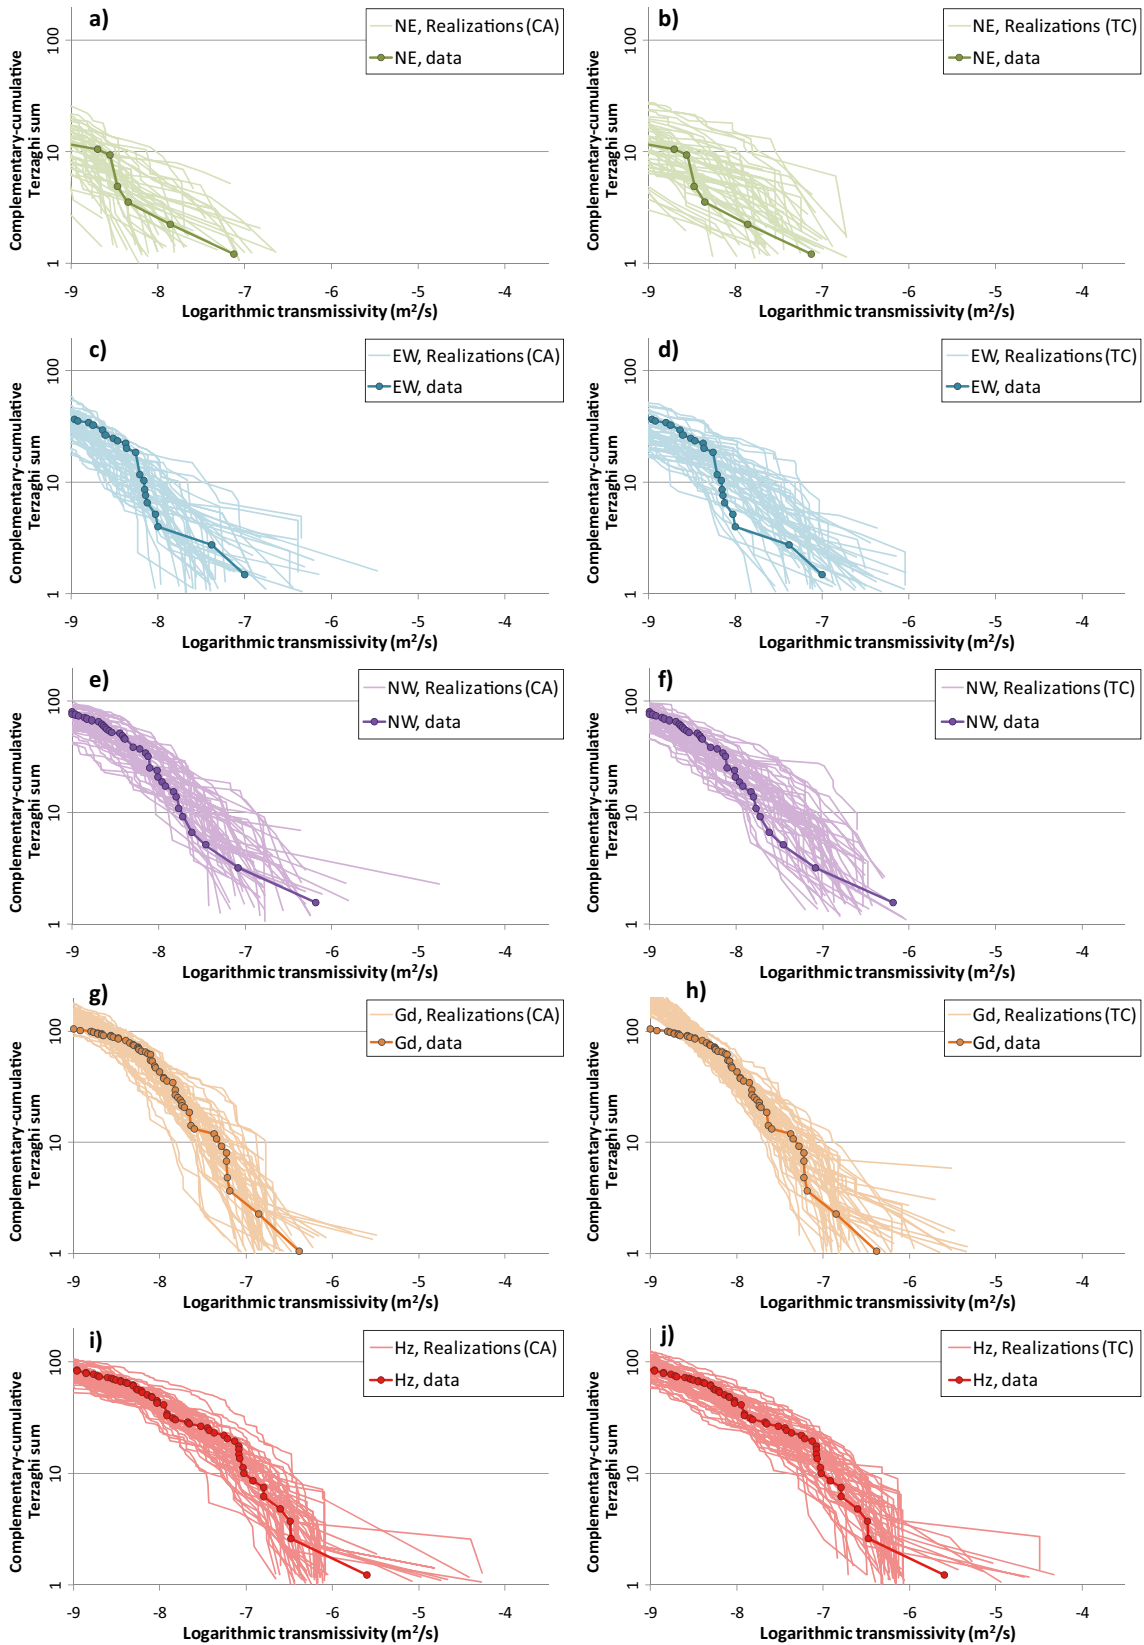 a)
NE, Realizations (CA)
NE, data
Complementary-cumulative
Terzaghi sum
100
10
1
-9 -8 -7 -6 -5 -4
Logarithmic transmissivity (m²/s)
b)
NE, Realizations (TC)
NE, data
Complementary-cumulative
Terzaghi sum
100
10
1
-9 -8 -7 -6 -5 -4
Logarithmic transmissivity (m²/s)
c)
EW, Realizations (CA)
EW, data
Complementary-cumulative
Terzaghi sum
100
10
1
-9 -8 -7 -6 -5 -4
Logarithmic transmissivity (m²/s)
d)
EW, Realizations (TC)
EW, data
Complementary-cumulative
Terzaghi sum
100
10
1
-9 -8 -7 -6 -5 -4
Logarithmic transmissivity (m²/s)
e)
NW, Realizations (CA)
NW, data
Complementary-cumulative
Terzaghi sum
100
10
1
-9 -8 -7 -6 -5 -4
Logarithmic transmissivity (m²/s)
f)
NW, Realizations (TC)
NW, data
Complementary-cumulative
Terzaghi sum
100
10
1
-9 -8 -7 -6 -5 -4
Logarithmic transmissivity (m²/s)
g)
Gd, Realizations (CA)
Gd, data
Complementary-cumulative
Terzaghi sum
100
10
1
-9 -8 -7 -6 -5 -4
Logarithmic transmissivity (m²/s)
h)
Gd, Realizations (TC)
Gd, data
Complementary-cumulative
Terzaghi sum
100
10
1
-9 -8 -7 -6 -5 -4
Logarithmic transmissivity (m²/s)
i)
Hz, Realizations (CA)
Hz, data
Complementary-cumulative
Terzaghi sum
100
10
1
-9 -8 -7 -6 -5 -4
Logarithmic transmissivity (m²/s)
j)
Hz, Realizations (TC)
Hz, data
Complementary-cumulative
Terzaghi sum
100
10
1
-9 -8 -7 -6 -5 -4
Logarithmic transmissivity (m²/s)